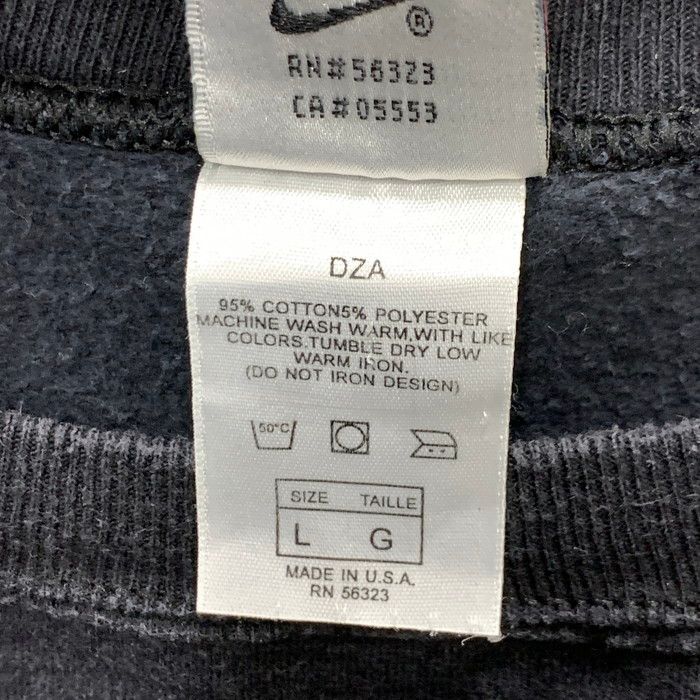 ®
RN#56323
CA#05553
DZA
95% COTTON5% POLYESTER
MACHINE WASH WARM,WITH LIKE
COLORS.TUMBLE DRY LOW
WARM IRON.
(DO NOT IRON DESIGN)
50°C
SIZE TAILLE
L G
MADE IN U.S.A.
RN 56323